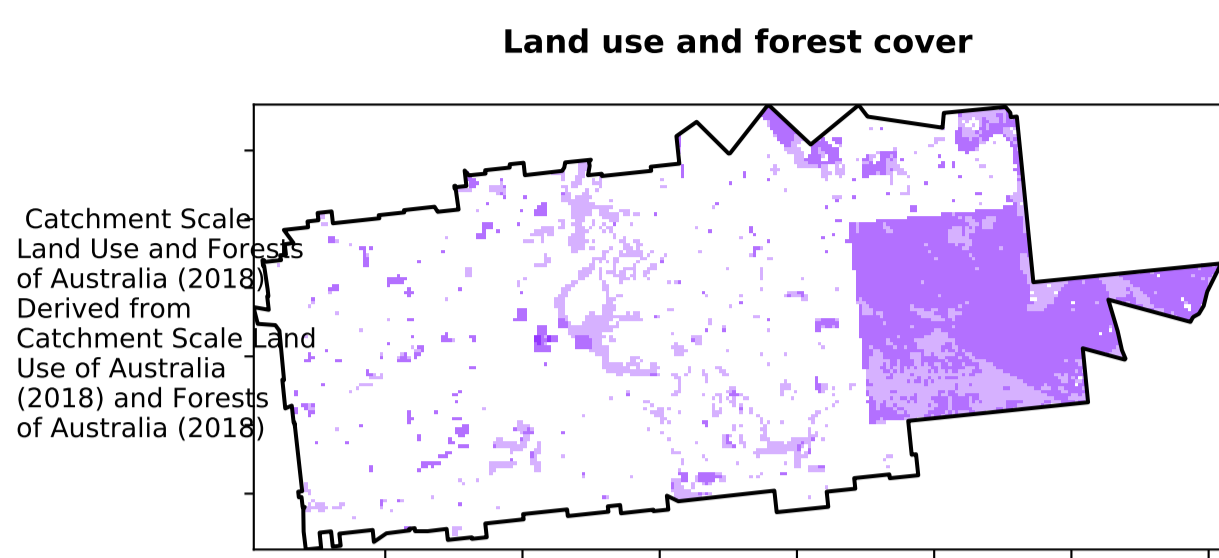 Land use and forest cover
Catchment Scale
Land Use and Forests
of Australia (2018)
Derived from
Catchment Scale Land
Use of Australia
(2018) and Forests
of Australia (2018)